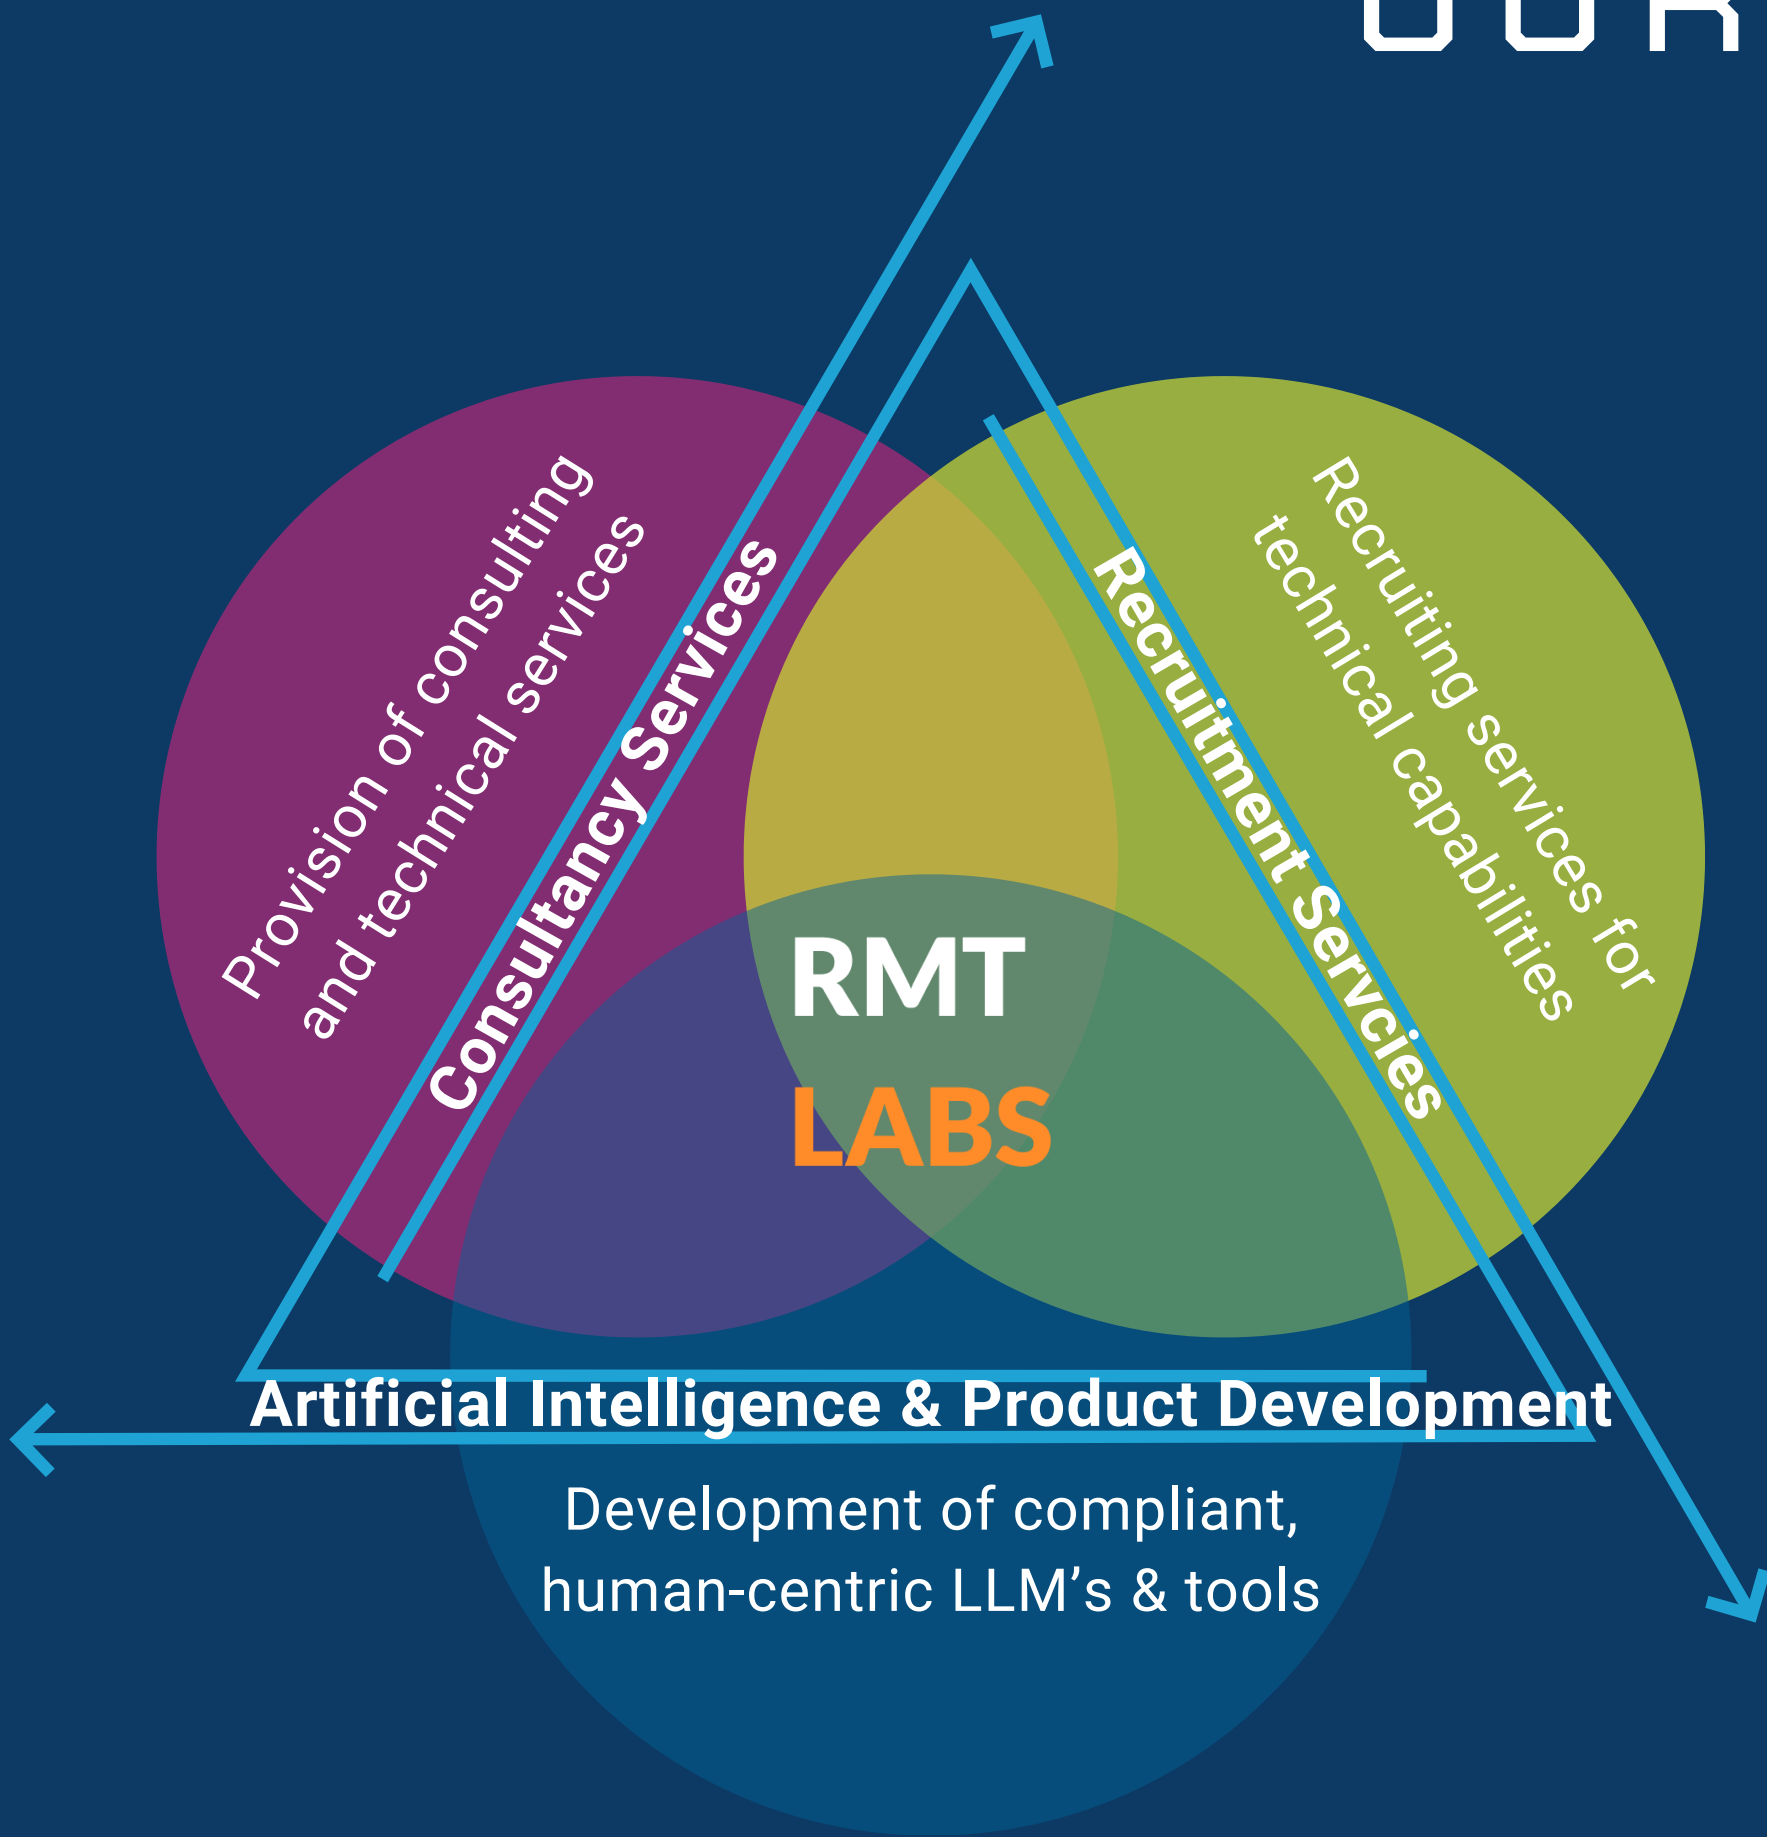 OUR
Provision of consulting
and technical services
Consultancy Services
Recruiting services for
technical capabilities
Recruitment Servcies
RMT
LABS
Artificial Intelligence & Product Development
Development of compliant,
human-centric LLM’s & tools